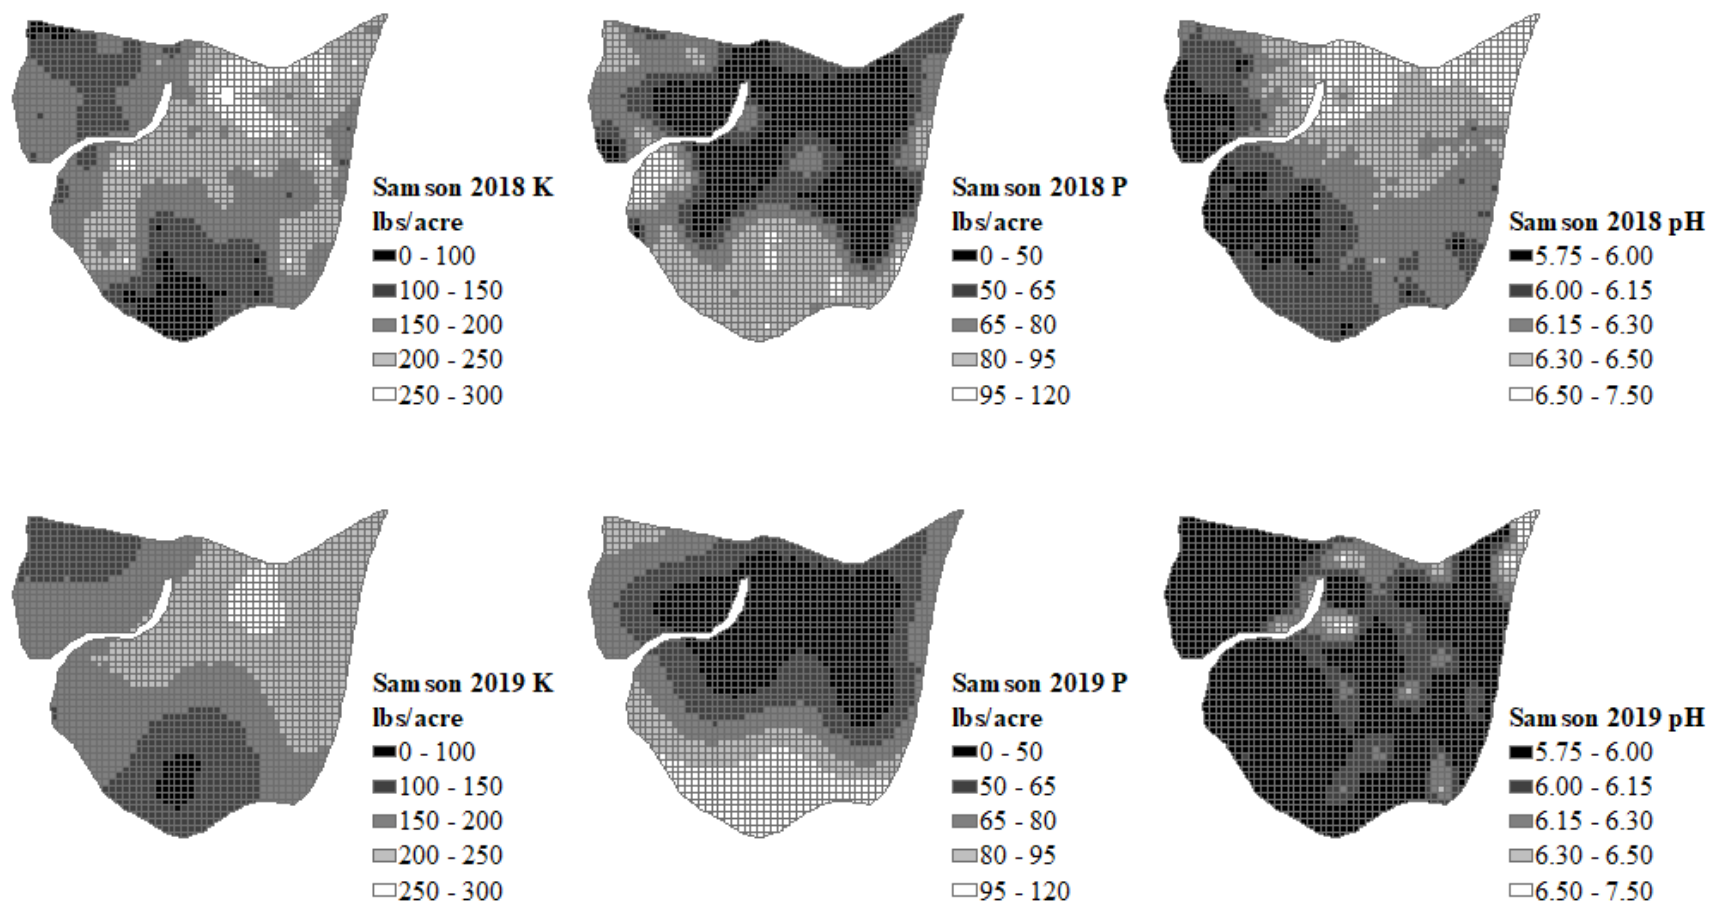 Samson 2018 K
lbs/acre
0 - 100
100 - 150
150 - 200
200 - 250
250 - 300
Samson 2018 P
lbs/acre
0 - 50
50 - 65
65 - 80
80 - 95
95 - 120
Samson 2018 pH
5.75 - 6.00
6.00 - 6.15
6.15 - 6.30
6.30 - 6.50
6.50 - 7.50
Samson 2019 K
lbs/acre
0 - 100
100 - 150
150 - 200
200 - 250
250 - 300
Samson 2019 P
lbs/acre
0 - 50
50 - 65
65 - 80
80 - 95
95 - 120
Samson 2019 pH
5.75 - 6.00
6.00 - 6.15
6.15 - 6.30
6.30 - 6.50
6.50 - 7.50